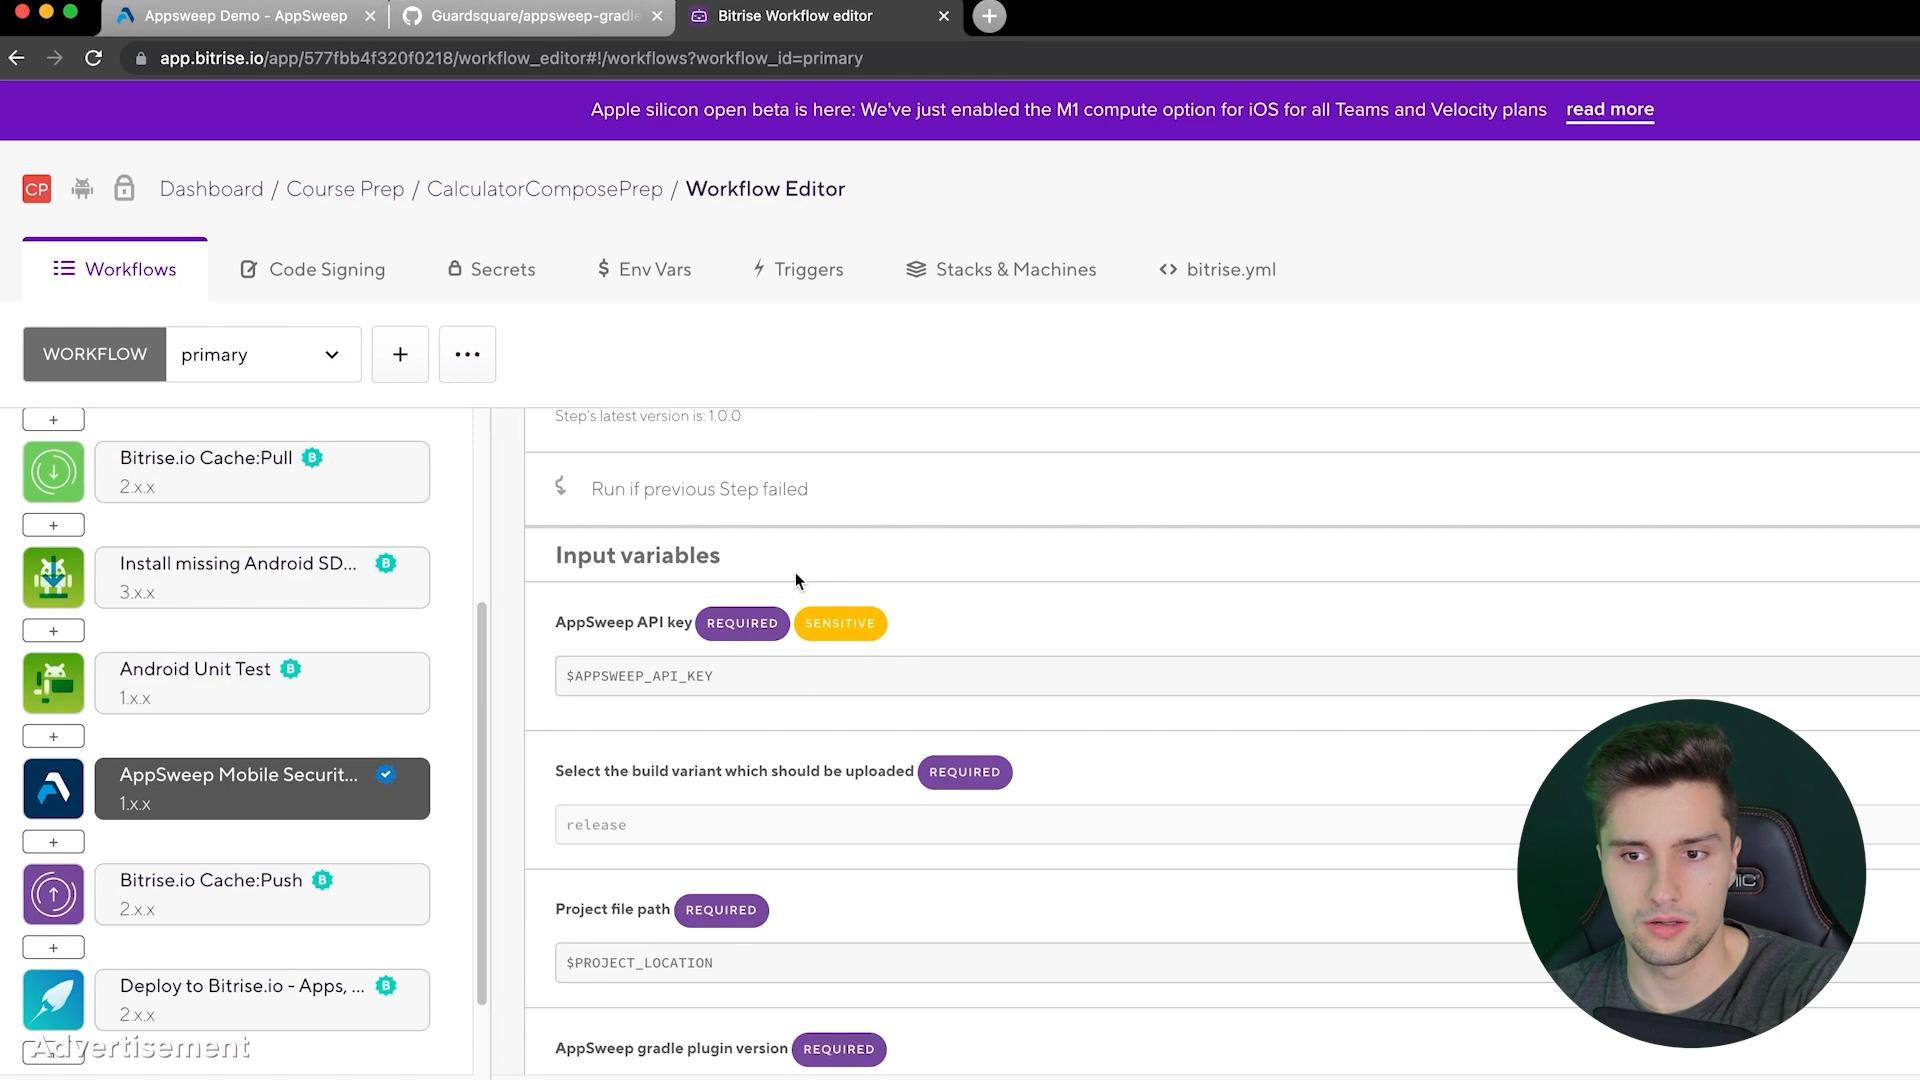 Appsweep Demo - AppSweep
Guardsquare/appsweep-gradle
Bitrise Workflow editor
app.bitrise.io/app/577fbb4f320f0218/workflow_editor#!/workflows?workflow_id=primary
Apple silicon open beta is here: We've just enabled the M1 compute option for iOS for all Teams and Velocity plans read more
CP
Dashboard / Course Prep / CalculatorComposePrep / Workflow Editor
Workflows
Code Signing
Secrets
$ Env Vars
Triggers
Stacks & Machines
<> bitrise.yml
WORKFLOW
primary
+
...
+
Bitrise.io Cache:Pull B
2.x.x
+
Install missing Android SD... B
3.x.x
+
Android Unit Test B
1.x.x
+
AppSweep Mobile Securit...
1.x.x
+
Bitrise.io Cache:Push B
2.x.x
+
Deploy to Bitrise.io - Apps, ... B
2.x.x
Advertisement
Step's latest version is: 1.0.0
Run if previous Step failed
Input variables
AppSweep API key REQUIRED SENSITIVE
$APPSWEEP_API_KEY
Select the build variant which should be uploaded REQUIRED
release
Project file path REQUIRED
$PROJECT_LOCATION
AppSweep gradle plugin version REQUIRED